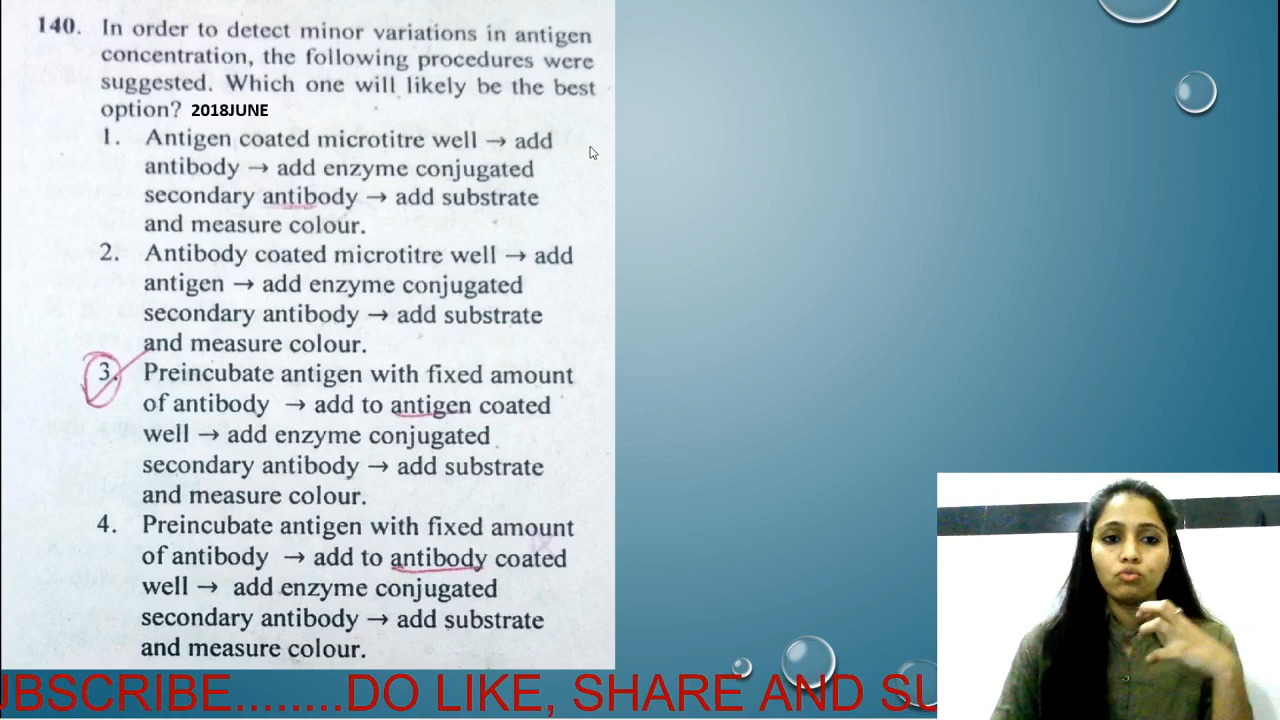 140. In order to detect minor variations in antigen
concentration, the following procedures were
suggested. Which one will likely be the best
option? 2018JUNE
1. Antigen coated microtitre well → add
antibody → add enzyme conjugated
secondary antibody → add substrate
and measure colour.
2. Antibody coated microtitre well → add
antigen → add enzyme conjugated
secondary antibody → add substrate
and measure colour.
3. Preincubate antigen with fixed amount
of antibody → add to antigen coated
well → add enzyme conjugated
secondary antibody → add substrate
and measure colour.
4. Preincubate antigen with fixed amount
of antibody → add to antibody coated
well → add enzyme conjugated
secondary antibody → add substrate
and measure colour.
UBSCRIBE........DO LIKE, SHARE AND SU